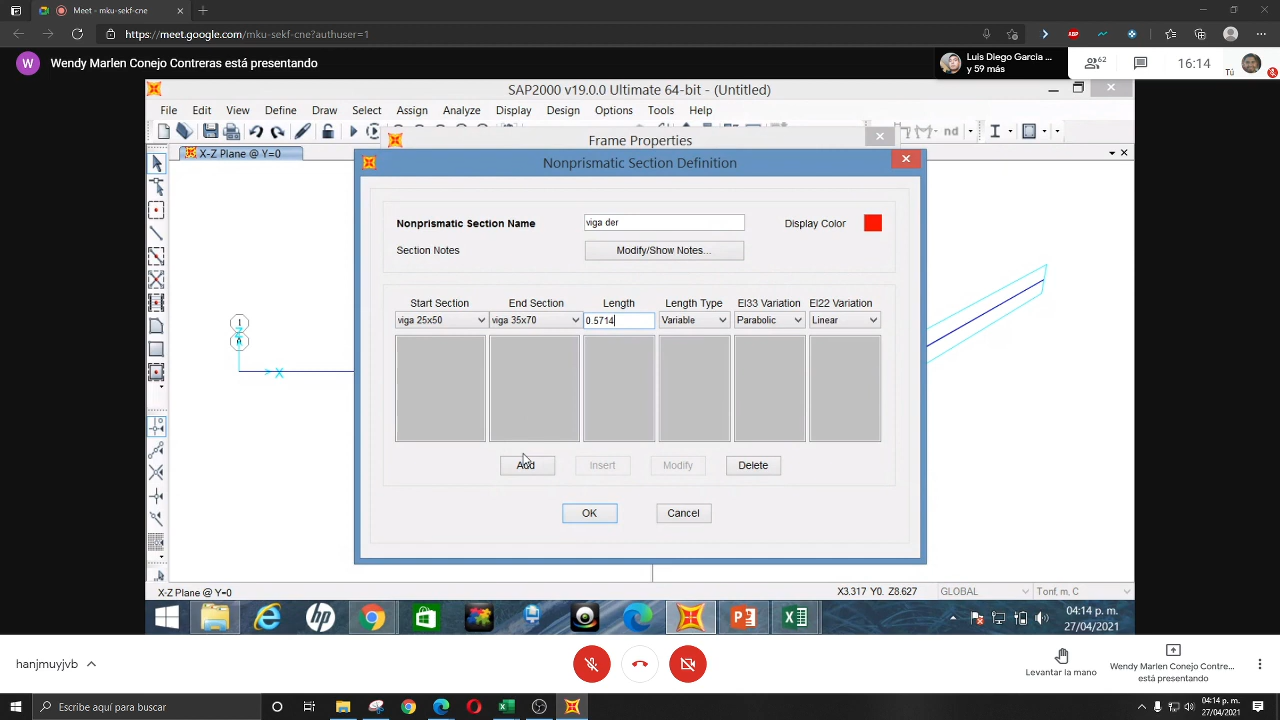 Meet - mku-sekf-cne
https://meet.google.com/mku-sekf-cne?authuser=1
ABP
W Wendy Marlen Conejo Contreras está presentando
Luis Diego Garcia ...
y 59 más
62
16:14
Tú
SAP2000 v19.0.0 Ultimate 64-bit - (Untitled)
File Edit View Define Draw Select Assign Analyze Display Design Options Tools Help
nd
X-Z Plane @ Y=0
Frame Properties
Nonprismatic Section Definition
Nonprismatic Section Name viga der Display Color
Section Notes Modify/Show Notes...
Start Section End Section Length Length Type EI33 Variation EI22 Variation
viga 25x50 viga 35x70 0.5714 Variable Parabolic Linear
X
Add Insert Modify Delete
OK Cancel
X-Z Plane @ Y=0
X3.317 Y0. Z8.627
GLOBAL
Tonf, m, C
04:14 p. m.
27/04/2021
hanjmuyjvb
Levantar la mano
Wendy Marlen Conejo Contre...
está presentando
Escribe aquí para buscar
04:14 p. m.
27/04/2021